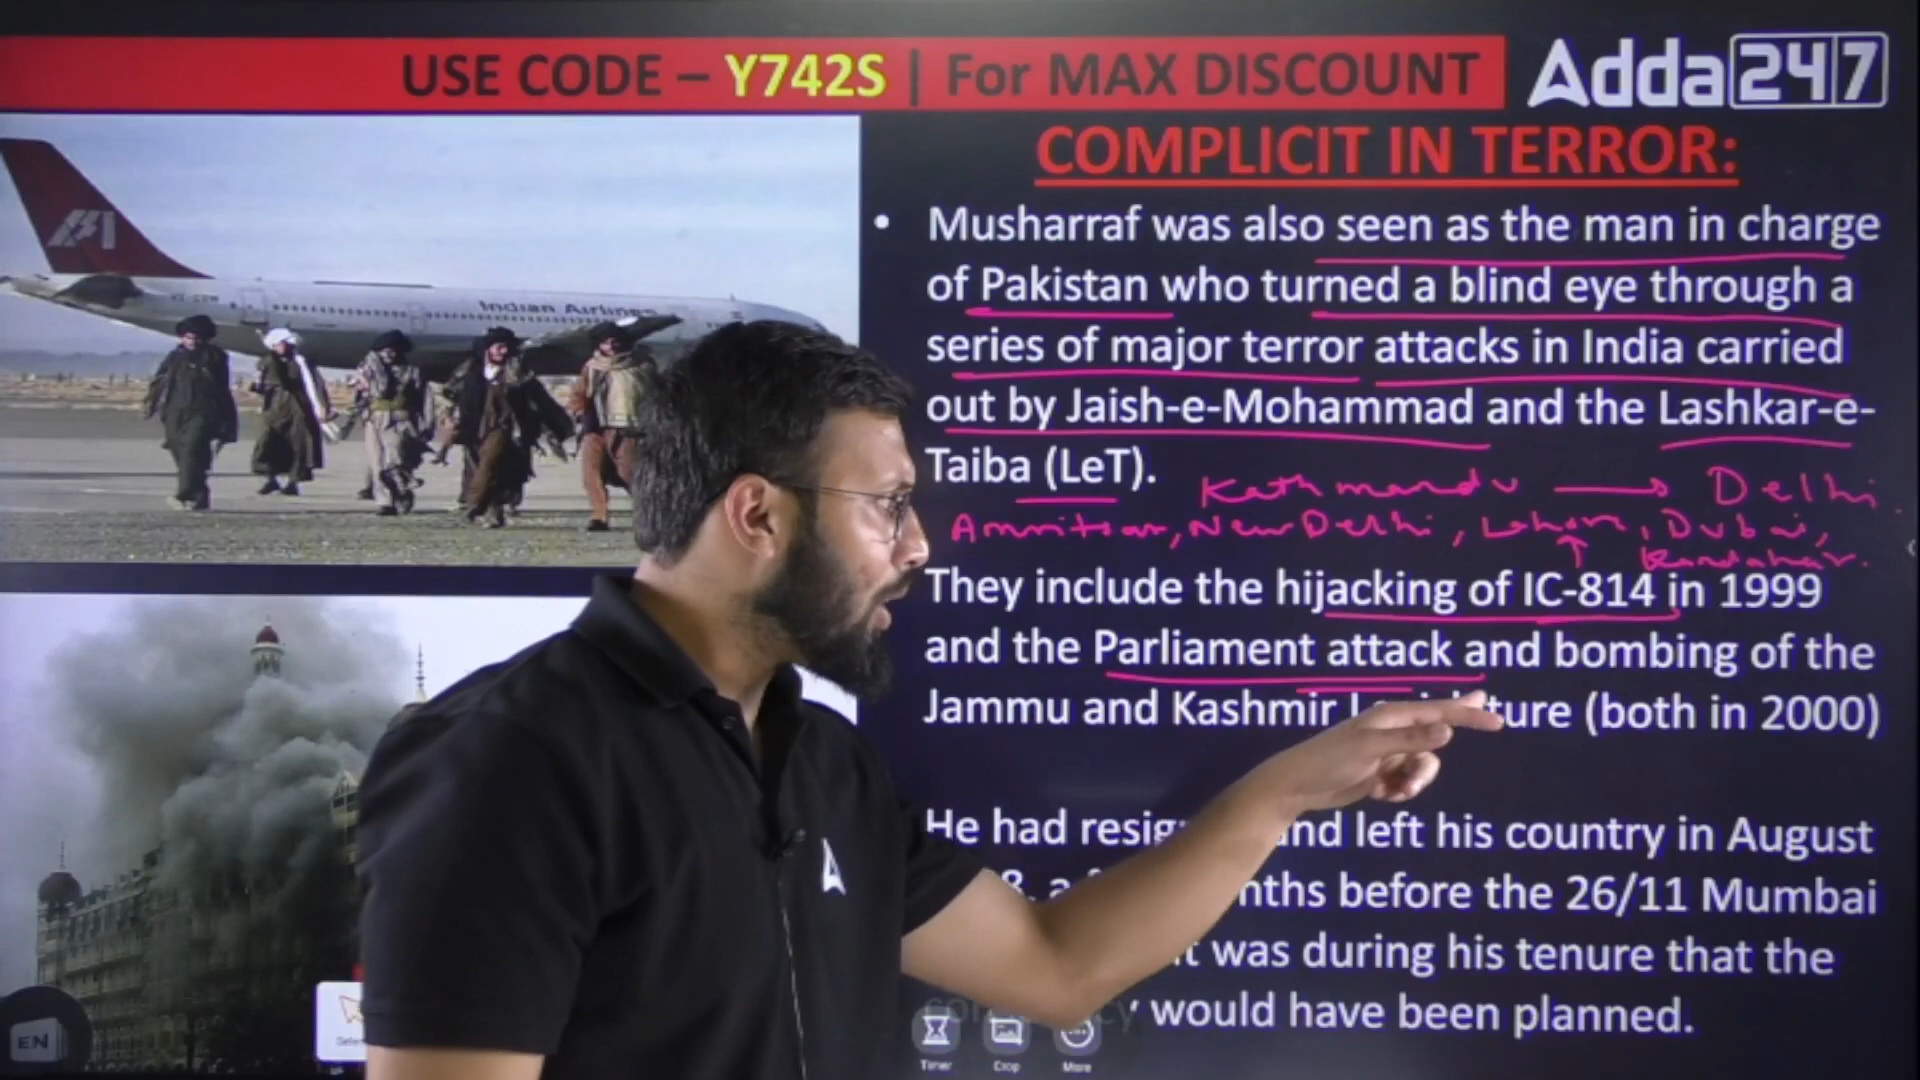 USE CODE – Y742S | For MAX DISCOUNT
Adda247
COMPLICIT IN TERROR:
• Musharraf was also seen as the man in charge
of Pakistan who turned a blind eye through a
series of major terror attacks in India carried
out by Jaish-e-Mohammad and the Lashkar-e-
Taiba (LeT).
Kathmandu → Delhi.
Amritsar, New Delhi, Lahore, Dubai,
Kandahar.
They include the hijacking of IC-814 in 1999
and the Parliament attack and bombing of the
Jammu and Kashmir (both in 2000)
He had and left his country in August
before the 26/11 Mumbai
was during his tenure that the
would have been planned.
Indian Airlines
EN
Timer
Crop
More